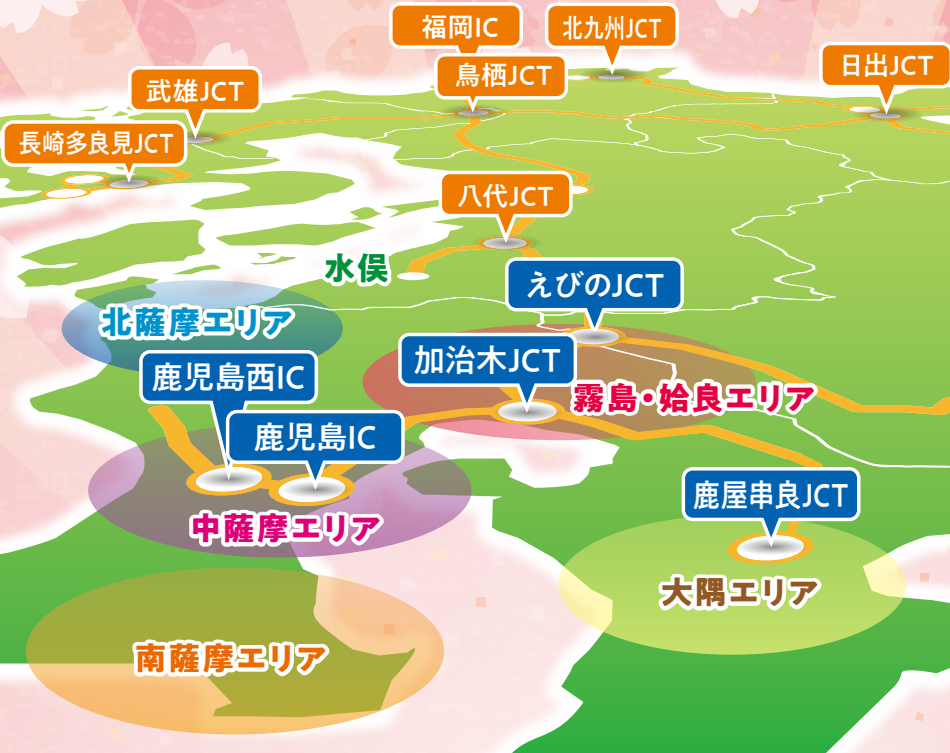 福岡IC
北九州JCT
鳥栖JCT
日出JCT
武雄JCT
長崎多良見JCT
八代JCT
水俣
えびのJCT
北薩摩エリア
加治木JCT
鹿児島西IC
霧島・姶良エリア
鹿児島IC
鹿屋串良JCT
中薩摩エリア
大隅エリア
南薩摩エリア